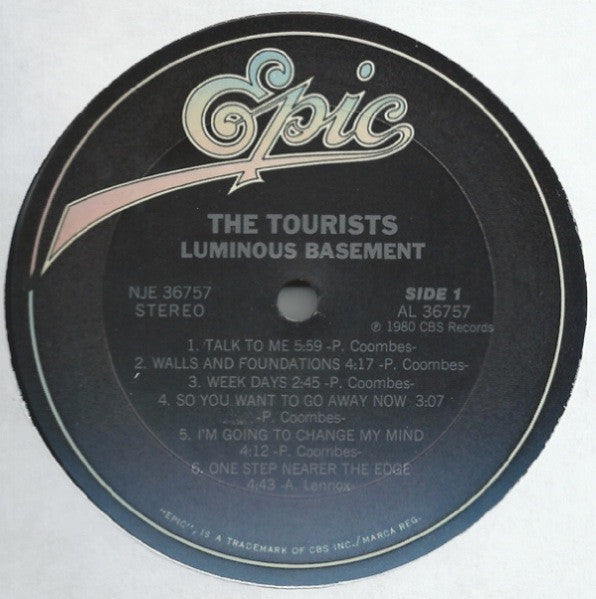 Epic
THE TOURISTS
LUMINOUS BASEMENT
NJE 36757
STEREO
SIDE 1
AL 36757
℗ 1980 CBS Records
1. TALK TO ME 5:59 -P. Coombes-
2. WALLS AND FOUNDATIONS 4:17 -P. Coombes-
3. WEEK DAYS 2:45 -P. Coombes-
4. SO YOU WANT TO GO AWAY NOW 3:07
-P. Coombes-
5. I'M GOING TO CHANGE MY MIND
4:12 -P. Coombes-
6. ONE STEP NEARER THE EDGE
4:43 -A. Lennox-
"EPIC", IS A TRADEMARK OF CBS INC./MARCA REG.